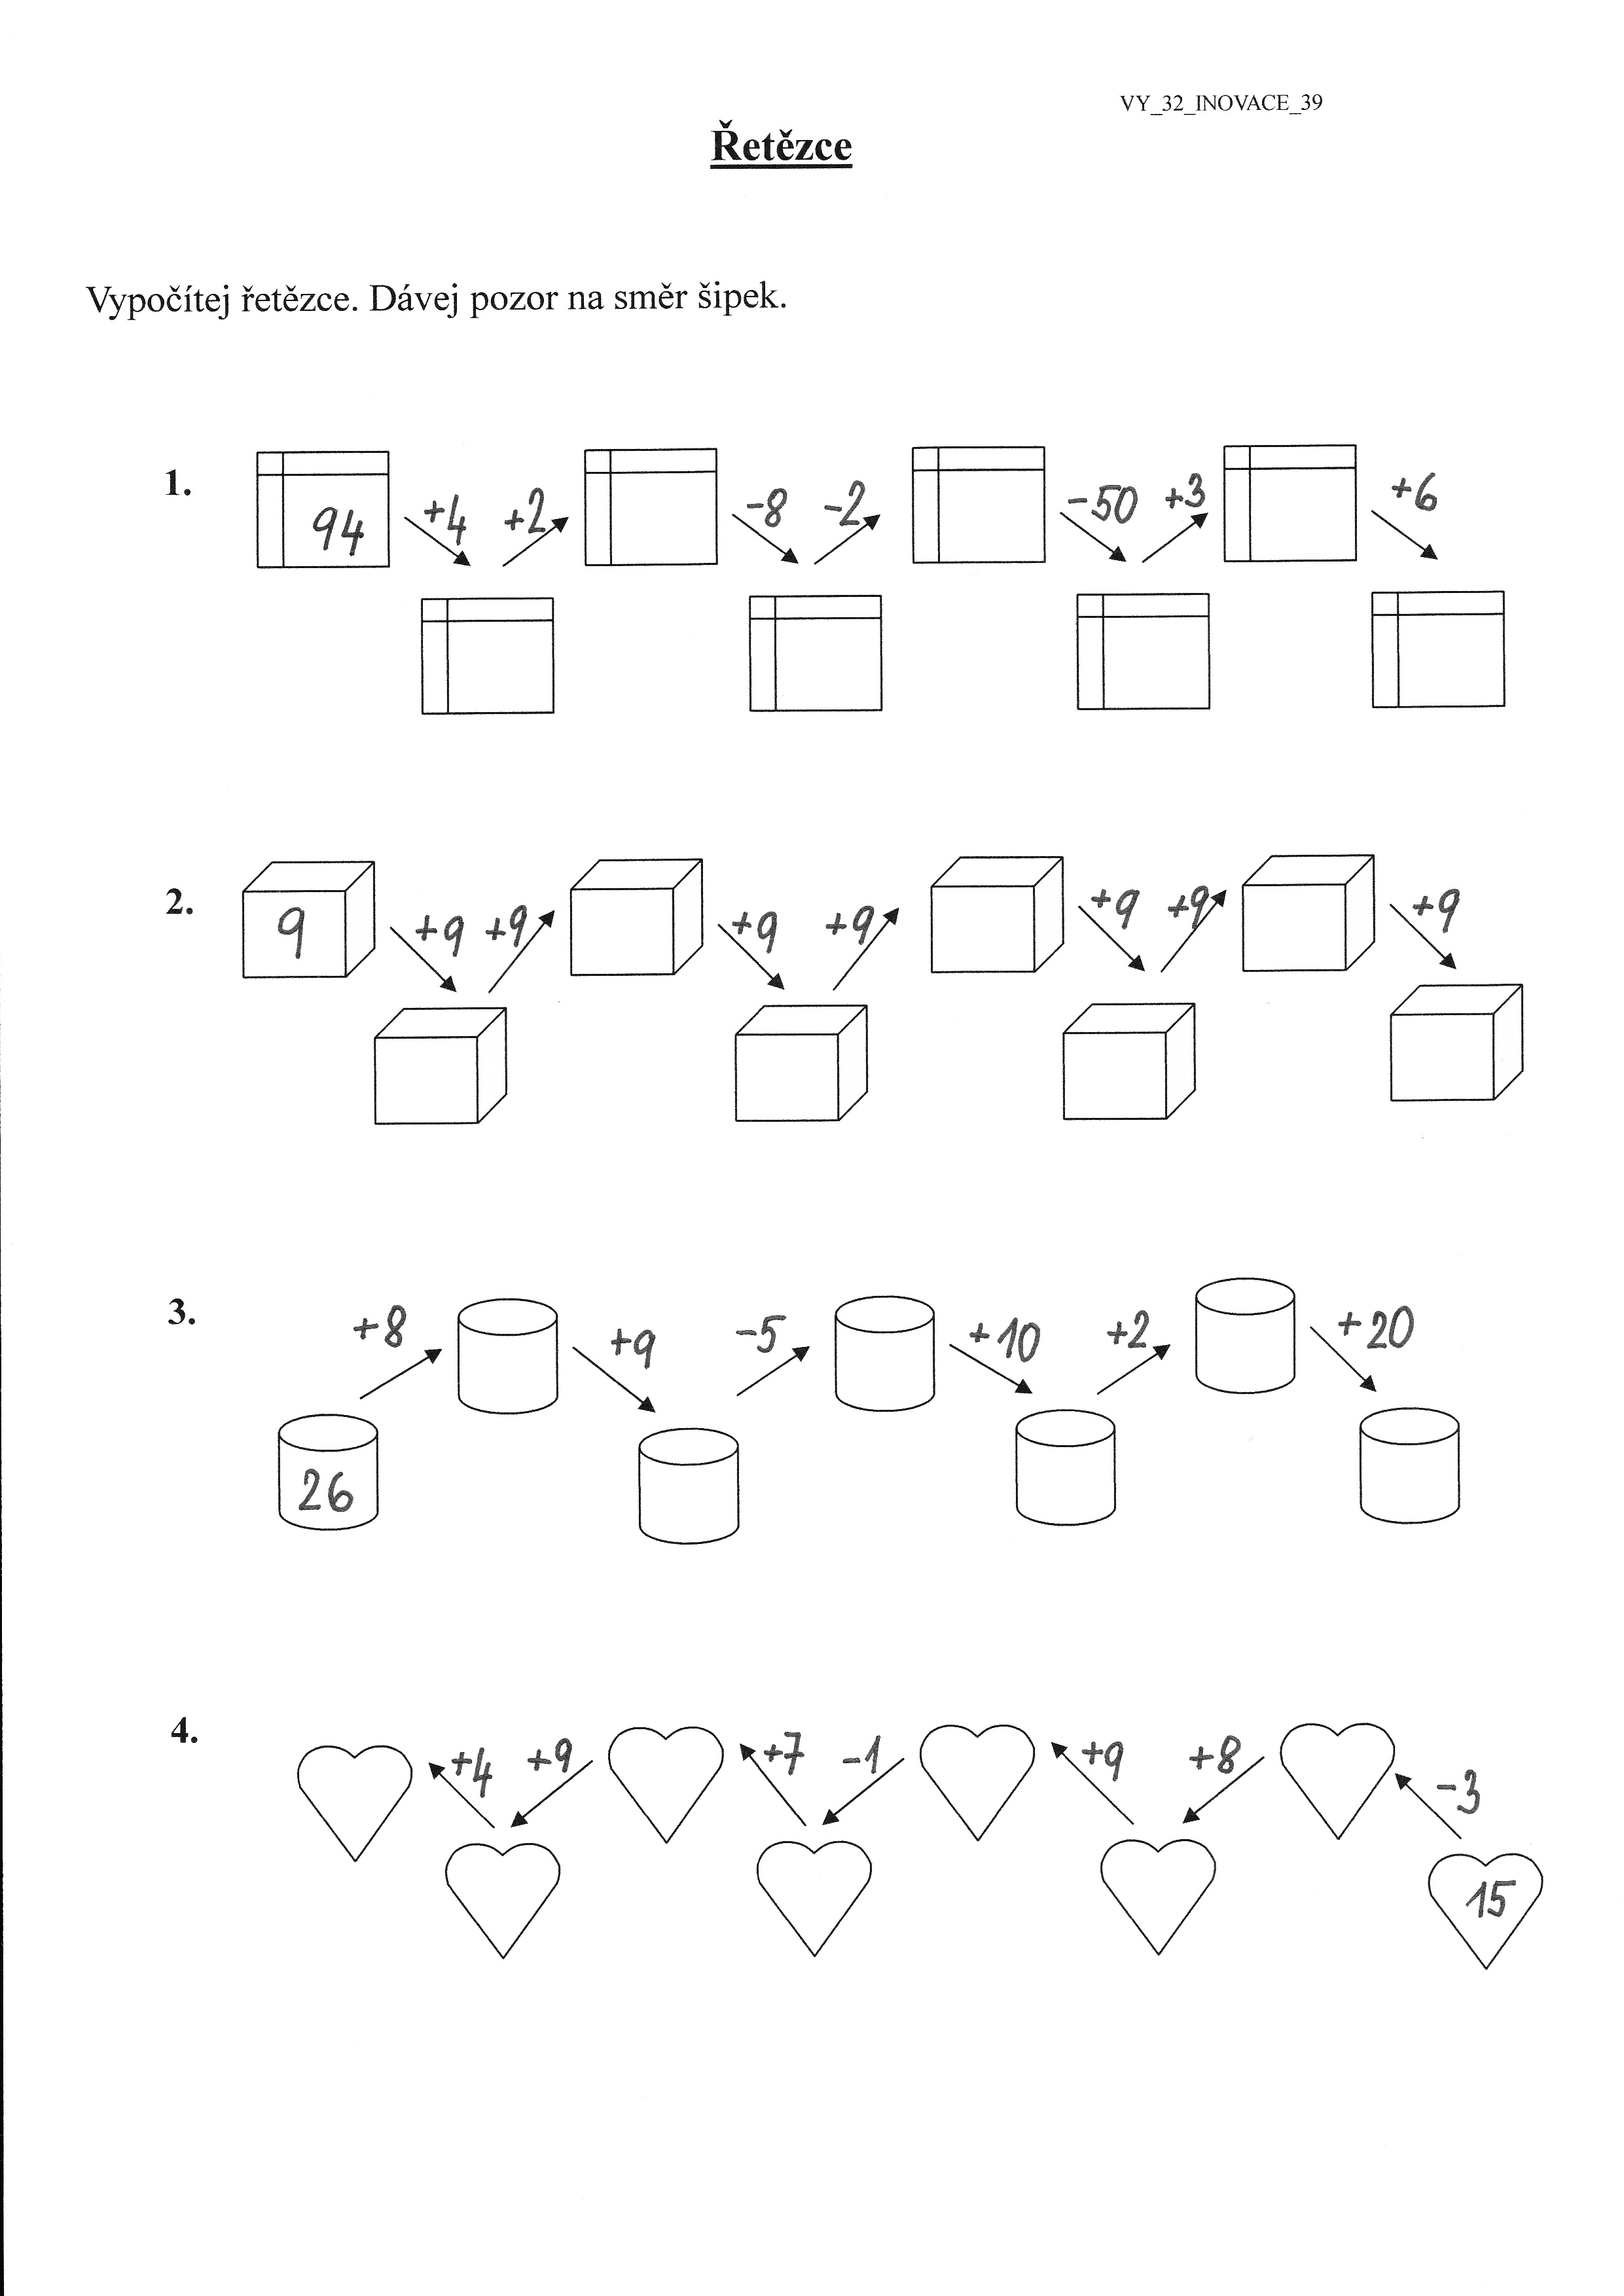 VY_32_INOVACE_39
Řetězce
Vypočítej řetězce. Dávej pozor na směr šipek.
1. 94 +4 +2 -8 -2 -50 +3 +6
2. 9 +9 +9 +9 +9 +9 +9 +9
3. +8 +9 -5 +10 +2 +20
26
4. +4 +9 +7 -1 +9 +8 -3
15